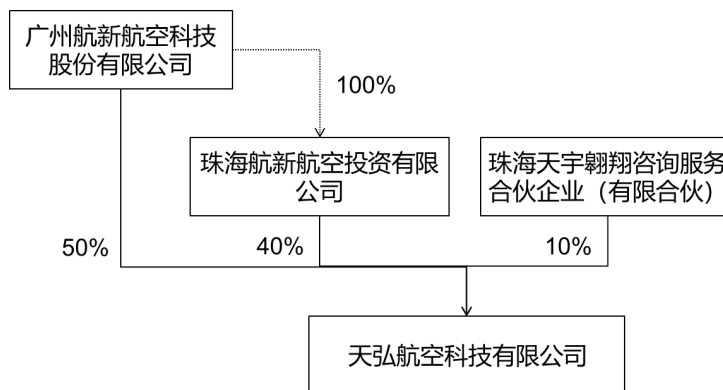 广州航新航空科技
股份有限公司
100%
珠海航新航空投资有限
公司
珠海天宇翱翔咨询服务
合伙企业（有限合伙）
50%
40%
10%
天弘航空科技有限公司